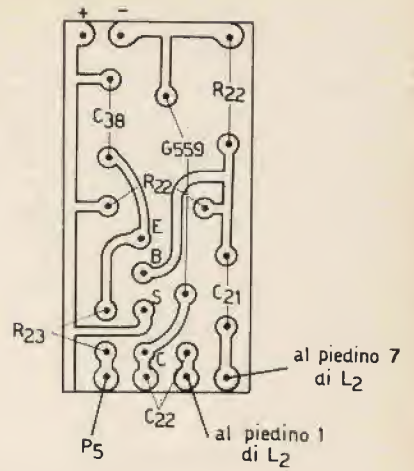 + -
R22
C38
G559
R22
E
B
S
C21
R23
C
al piedino 7
di L2
C22
P5
al piedino 1
di L2